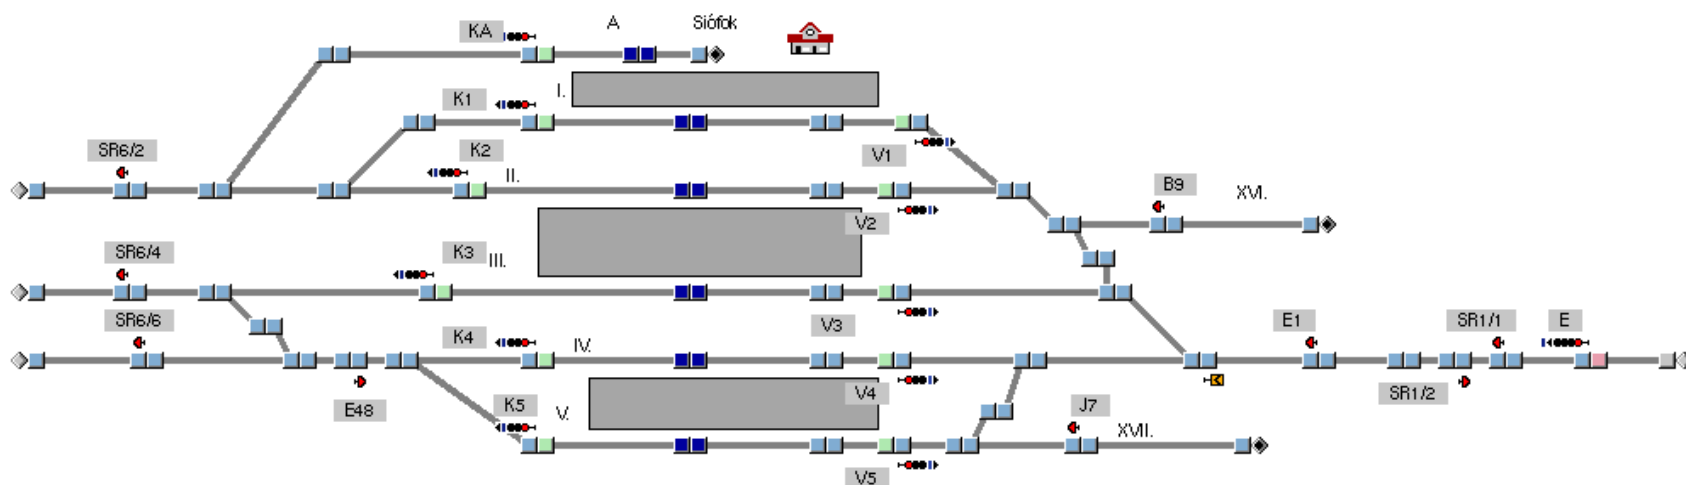 KA
A
Siófok
K1
I.
SR6/2
K2
II.
V1
B9
XVI.
V2
SR6/4
K3
III.
SR6/6
K4
IV.
V3
E1
SR1/1
E
E48
K5
V.
V4
J7
SR1/2
XVII.
V5